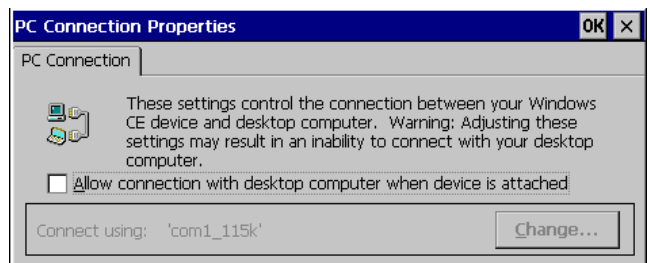 PC Connection Properties OK ×
PC Connection
These settings control the connection between your Windows
CE device and desktop computer. Warning: Adjusting these
settings may result in an inability to connect with your desktop
computer.
Allow connection with desktop computer when device is attached
Connect using: 'com1_115k' Change...